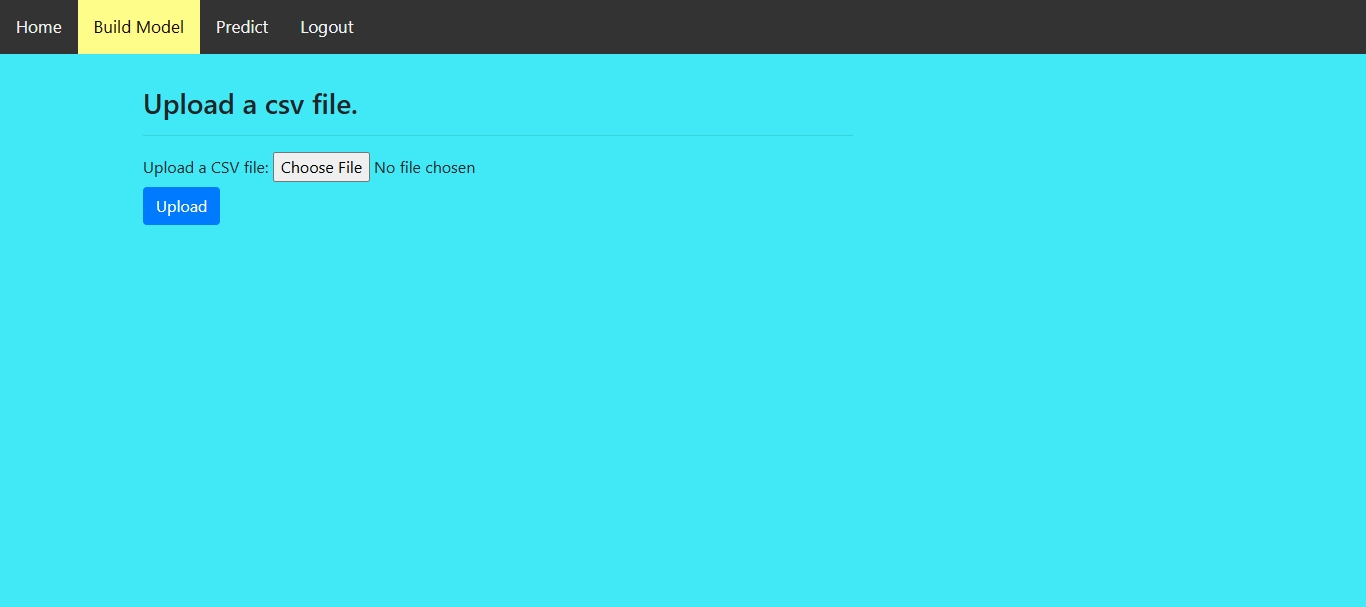 Home Build Model Predict Logout
Upload a csv file.
Upload a CSV file: Choose File No file chosen
Upload